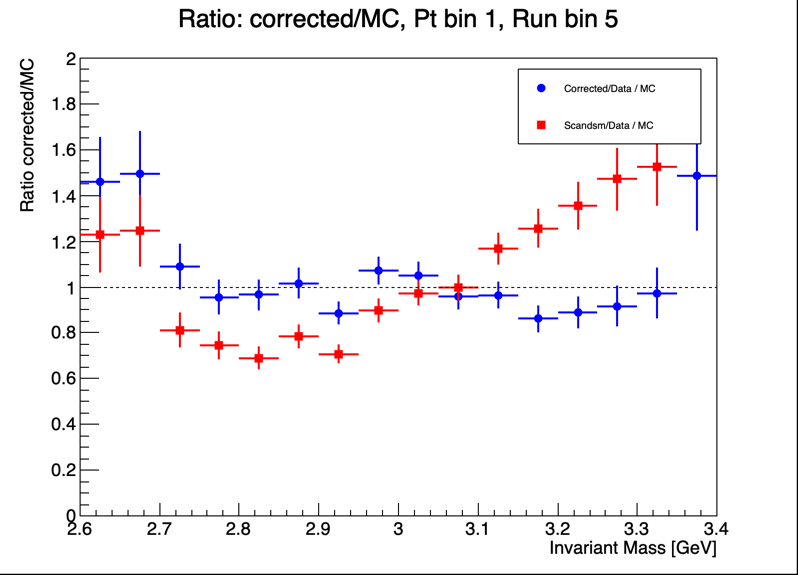 Ratio: corrected/MC, Pt bin 1, Run bin 5
Ratio corrected/MC
2
1.8
1.6
1.4
1.2
1
0.8
0.6
0.4
0.2
0
Corrected/Data / MC
Scandsm/Data / MC
2.6 2.7 2.8 2.9 3 3.1 3.2 3.3 3.4
Invariant Mass [GeV]